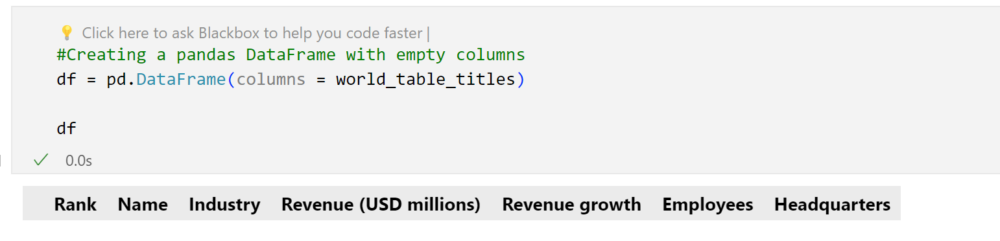 Click here to ask Blackbox to help you code faster |
#Creating a pandas DataFrame with empty columns
df = pd.DataFrame(columns = world_table_titles)
df
0.0s
Rank Name Industry Revenue (USD millions) Revenue growth Employees Headquarters